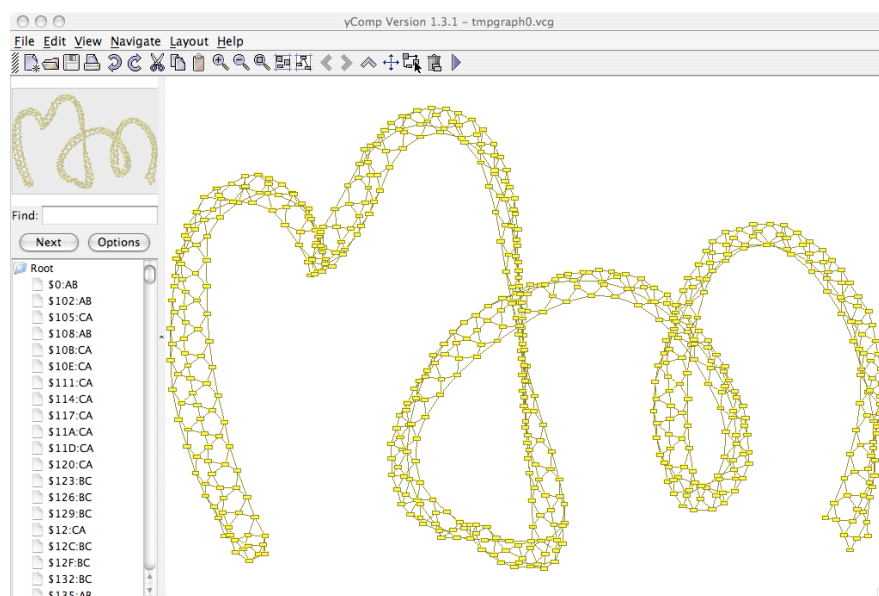 yComp Version 1.3.1 – tmpgraph0.vcg
File Edit View Navigate Layout Help
Find:
Next Options
Root
$0:AB
$102:AB
$105:CA
$108:AB
$10B:CA
$10E:CA
$111:CA
$114:CA
$117:CA
$11A:CA
$11D:CA
$120:CA
$123:BC
$126:BC
$129:BC
$12:CA
$12C:BC
$12F:BC
$132:BC
$135:AB